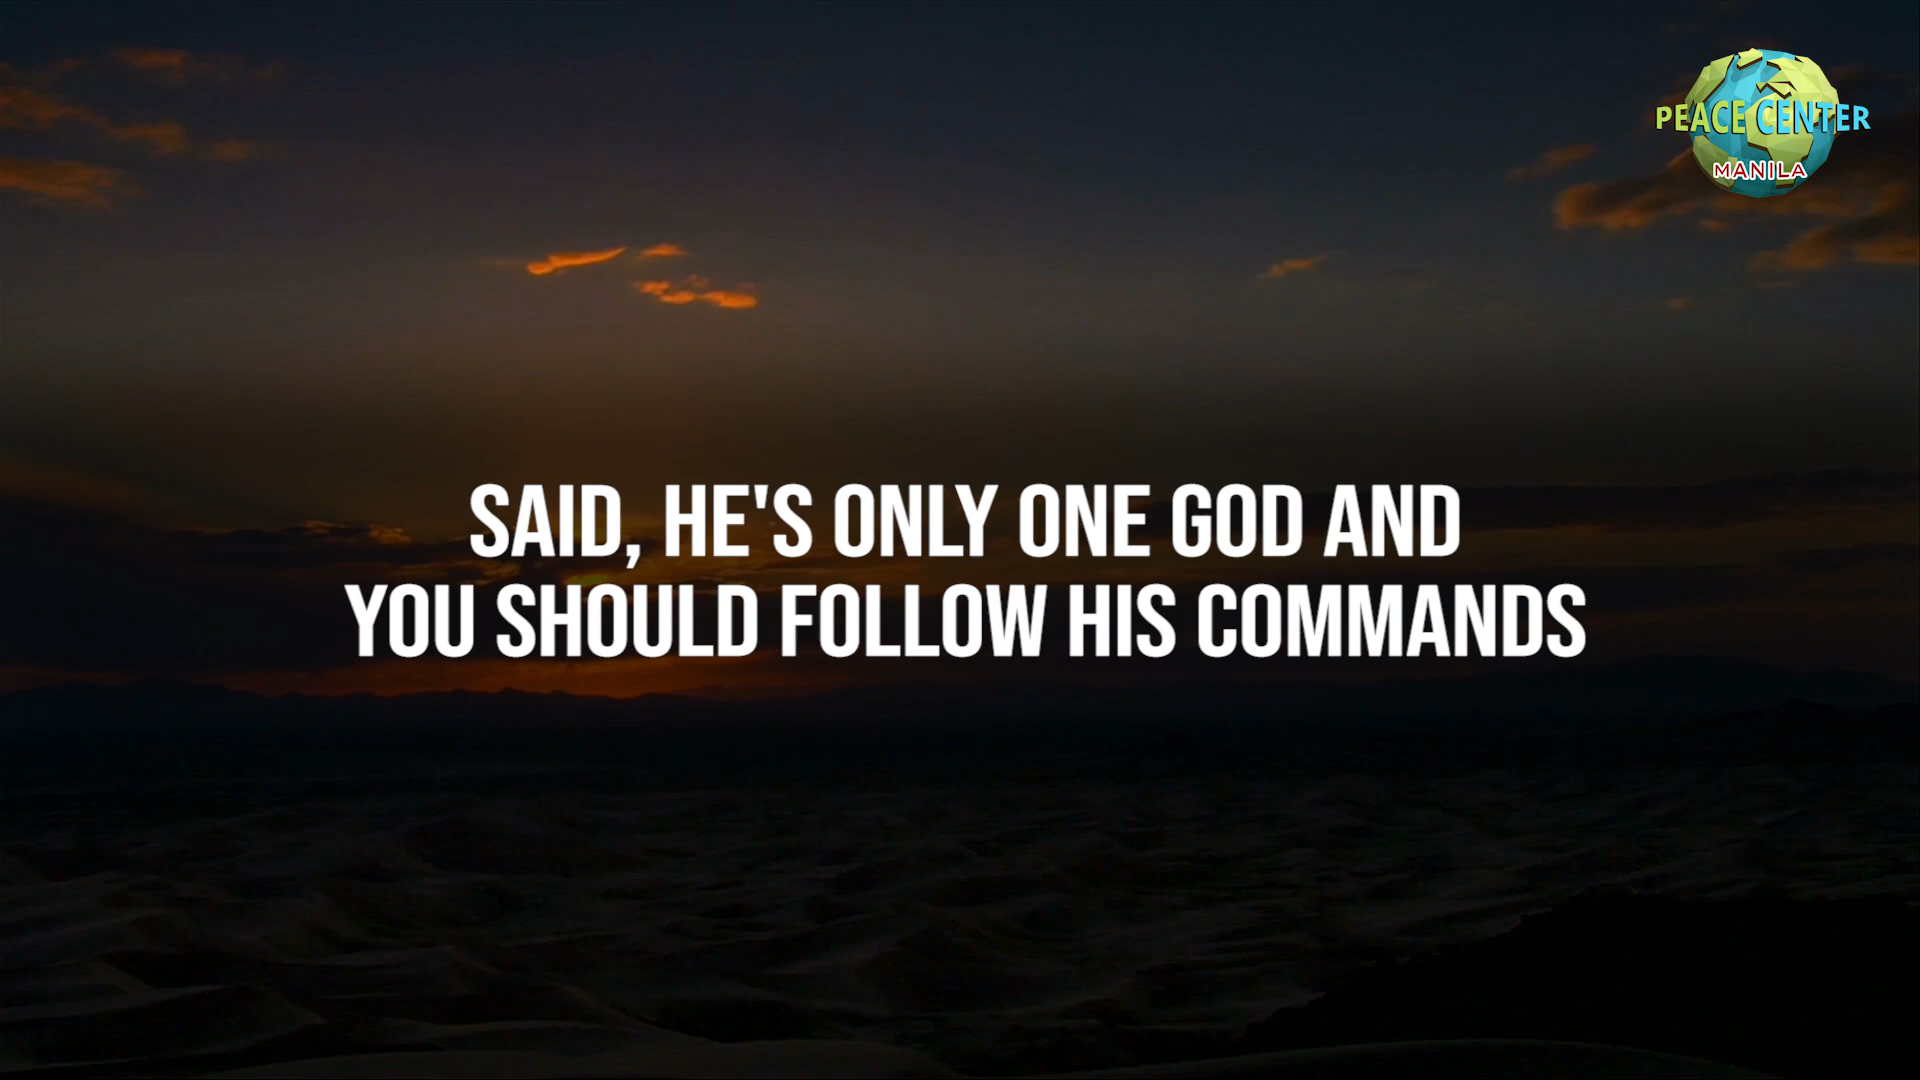 PEACE CENTER
MANILA
SAID, HE'S ONLY ONE GOD AND
YOU SHOULD FOLLOW HIS COMMANDS